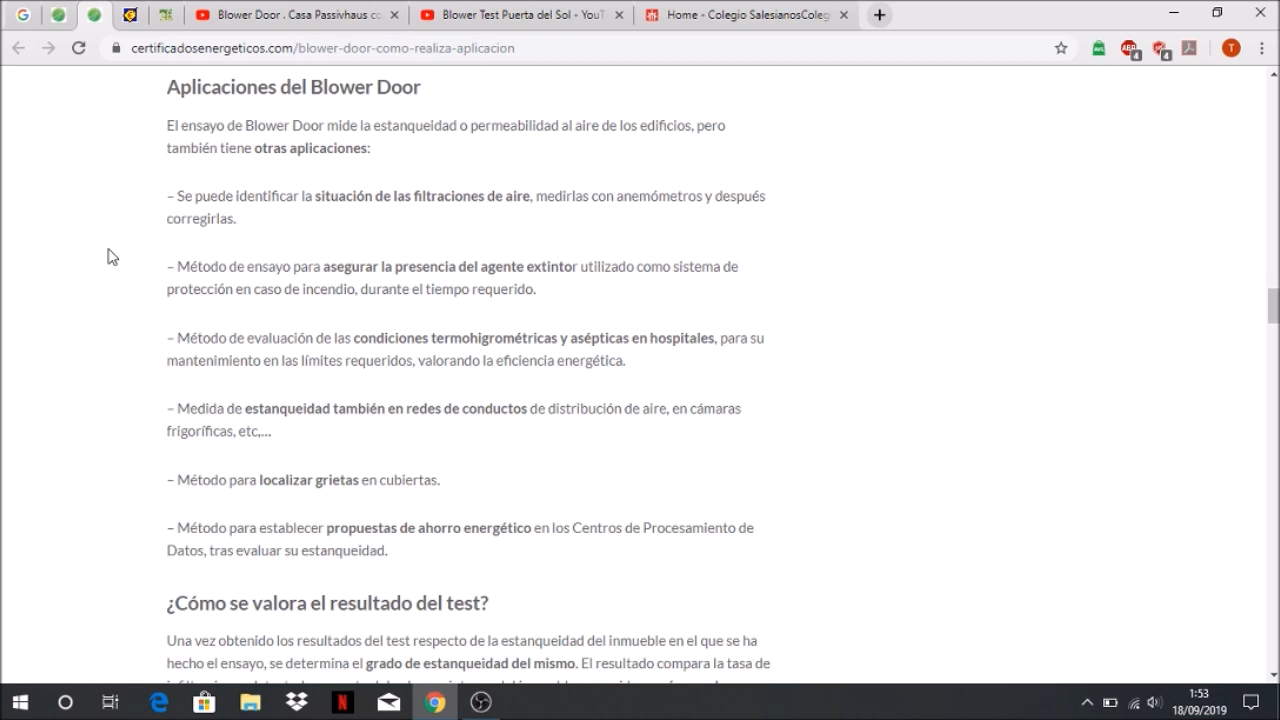 Blower Door . Casa Passivhaus co
Blower Test Puerta del Sol - YouT
Home - Colegio SalesianosColeg
certificadosenergeticos.com/blower-door-como-realiza-aplicacion
T
Aplicaciones del Blower Door
El ensayo de Blower Door mide la estanqueidad o permeabilidad al aire de los edificios, pero
también tiene otras aplicaciones:
– Se puede identificar la situación de las filtraciones de aire, medirlas con anemómetros y después
corregirlas.
– Método de ensayo para asegurar la presencia del agente extintor utilizado como sistema de
protección en caso de incendio, durante el tiempo requerido.
– Método de evaluación de las condiciones termohigrométricas y asépticas en hospitales, para su
mantenimiento en las límites requeridos, valorando la eficiencia energética.
– Medida de estanqueidad también en redes de conductos de distribución de aire, en cámaras
frigoríficas, etc,...
– Método para localizar grietas en cubiertas.
– Método para establecer propuestas de ahorro energético en los Centros de Procesamiento de
Datos, tras evaluar su estanqueidad.
¿Cómo se valora el resultado del test?
Una vez obtenido los resultados del test respecto de la estanqueidad del inmueble en el que se ha
hecho el ensayo, se determina el grado de estanqueidad del mismo. El resultado compara la tasa de
1:53
18/09/2019